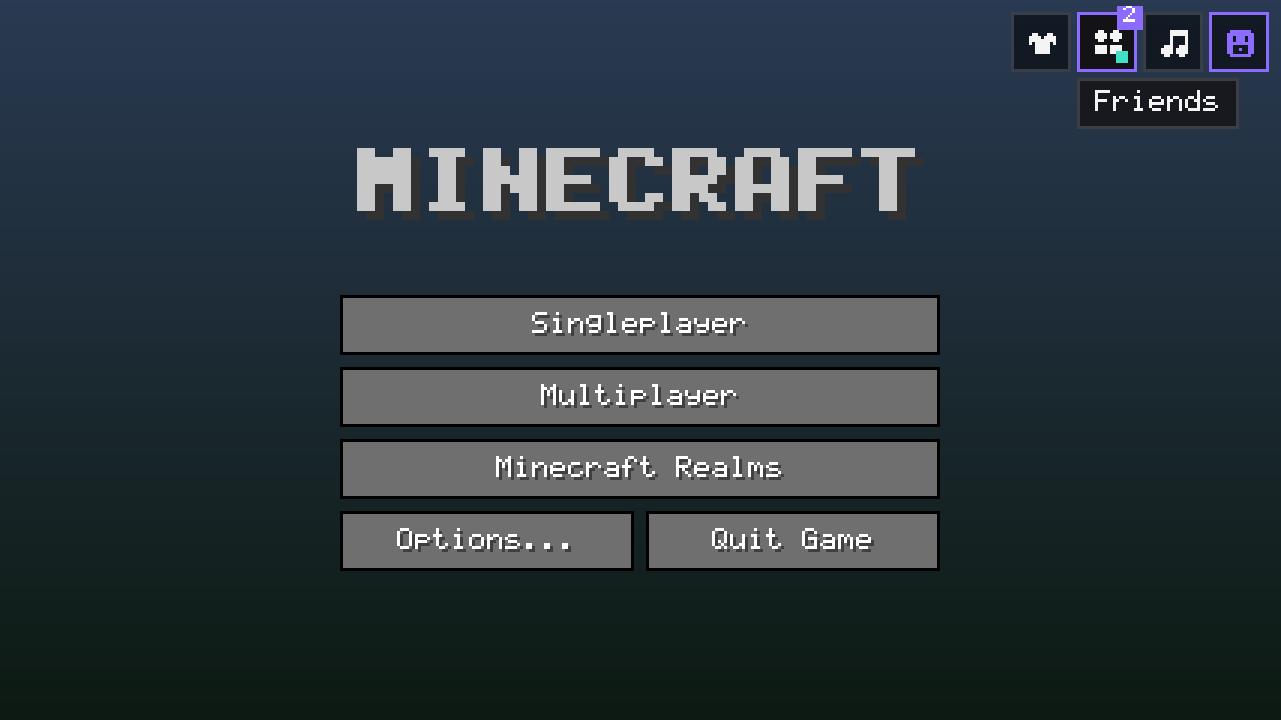 2
Friends
MINECRAFT
Singleplayer
Multiplayer
Minecraft Realms
Options...
Quit Game